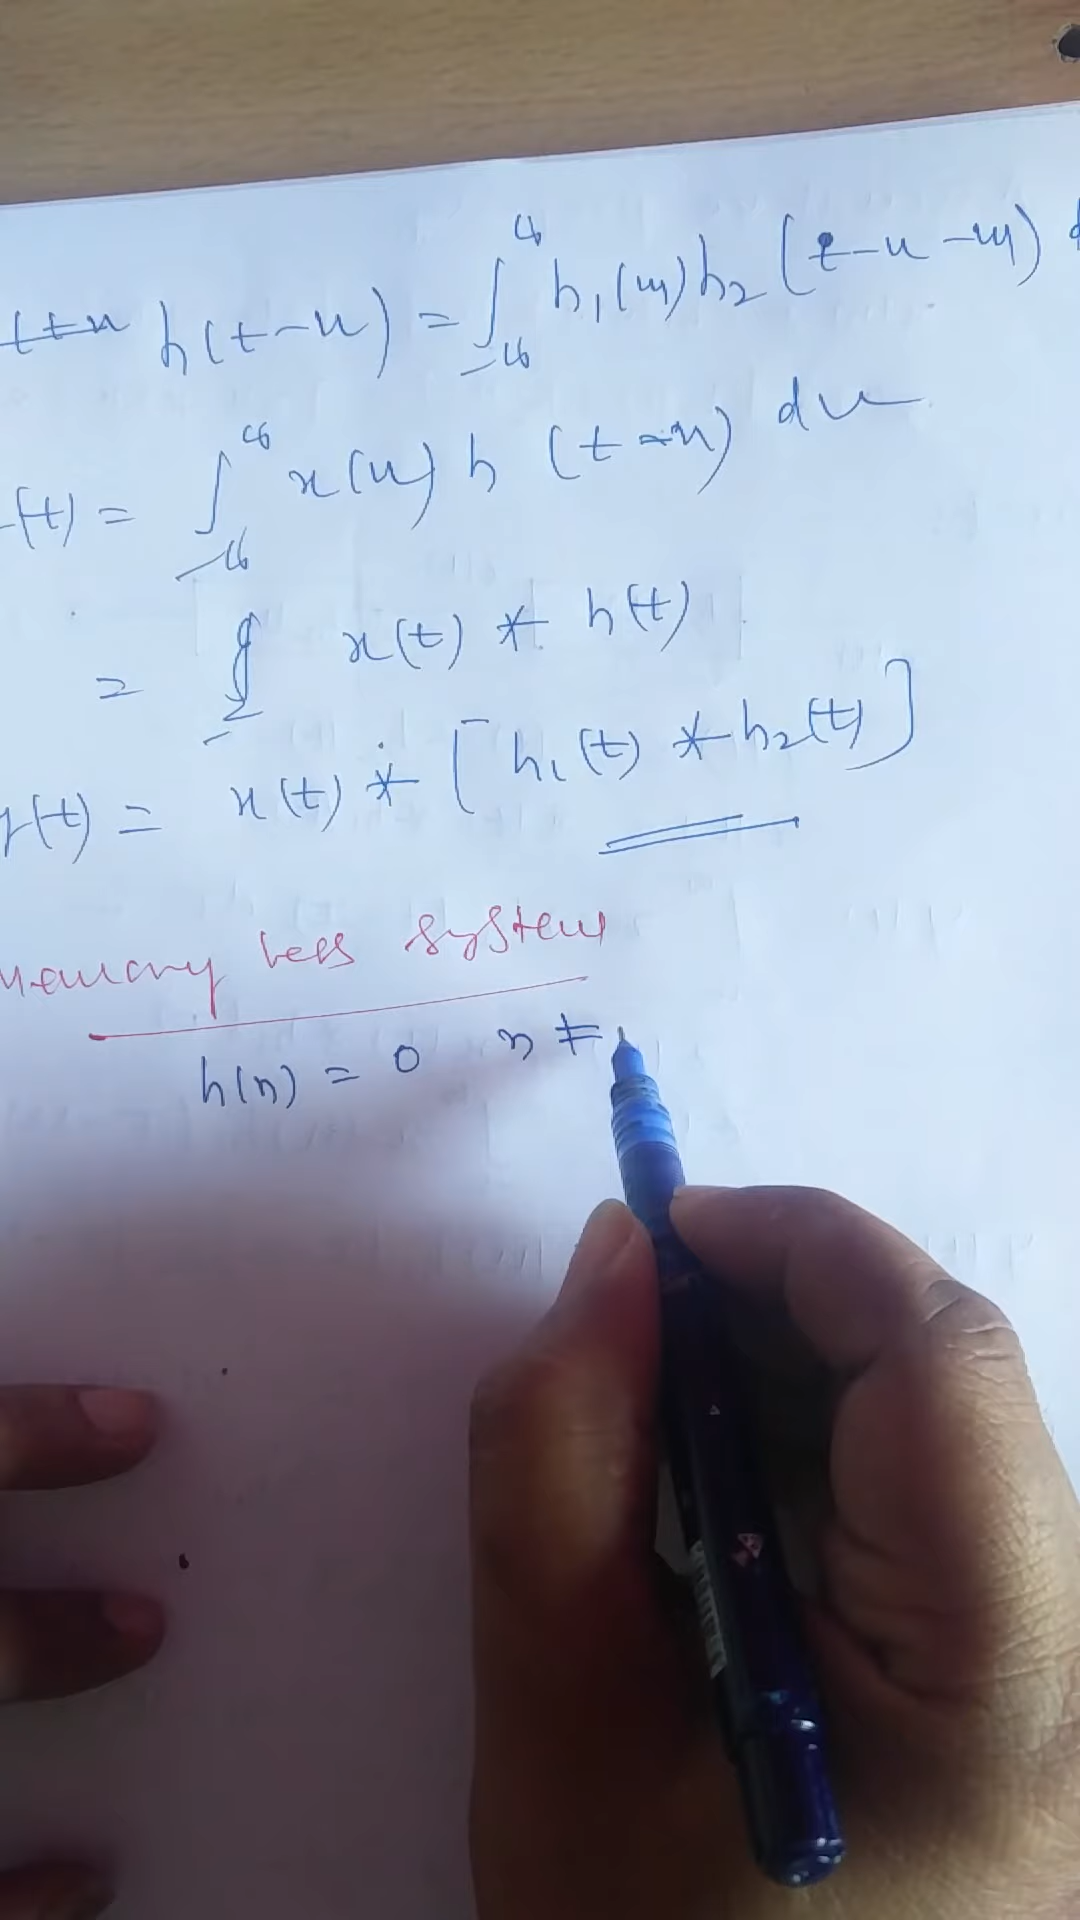 h(t-u) = ∫_{-∞}^{∞} h₁(m) h₂(t-u-m) d
(t) = ∫_{-∞}^{∞} x(u) h (t-u) du
= x(t) * h(t)
y(t) = x(t) * [h₁(t) * h₂(t)]
Memory less system
h(n) = 0 n ≠